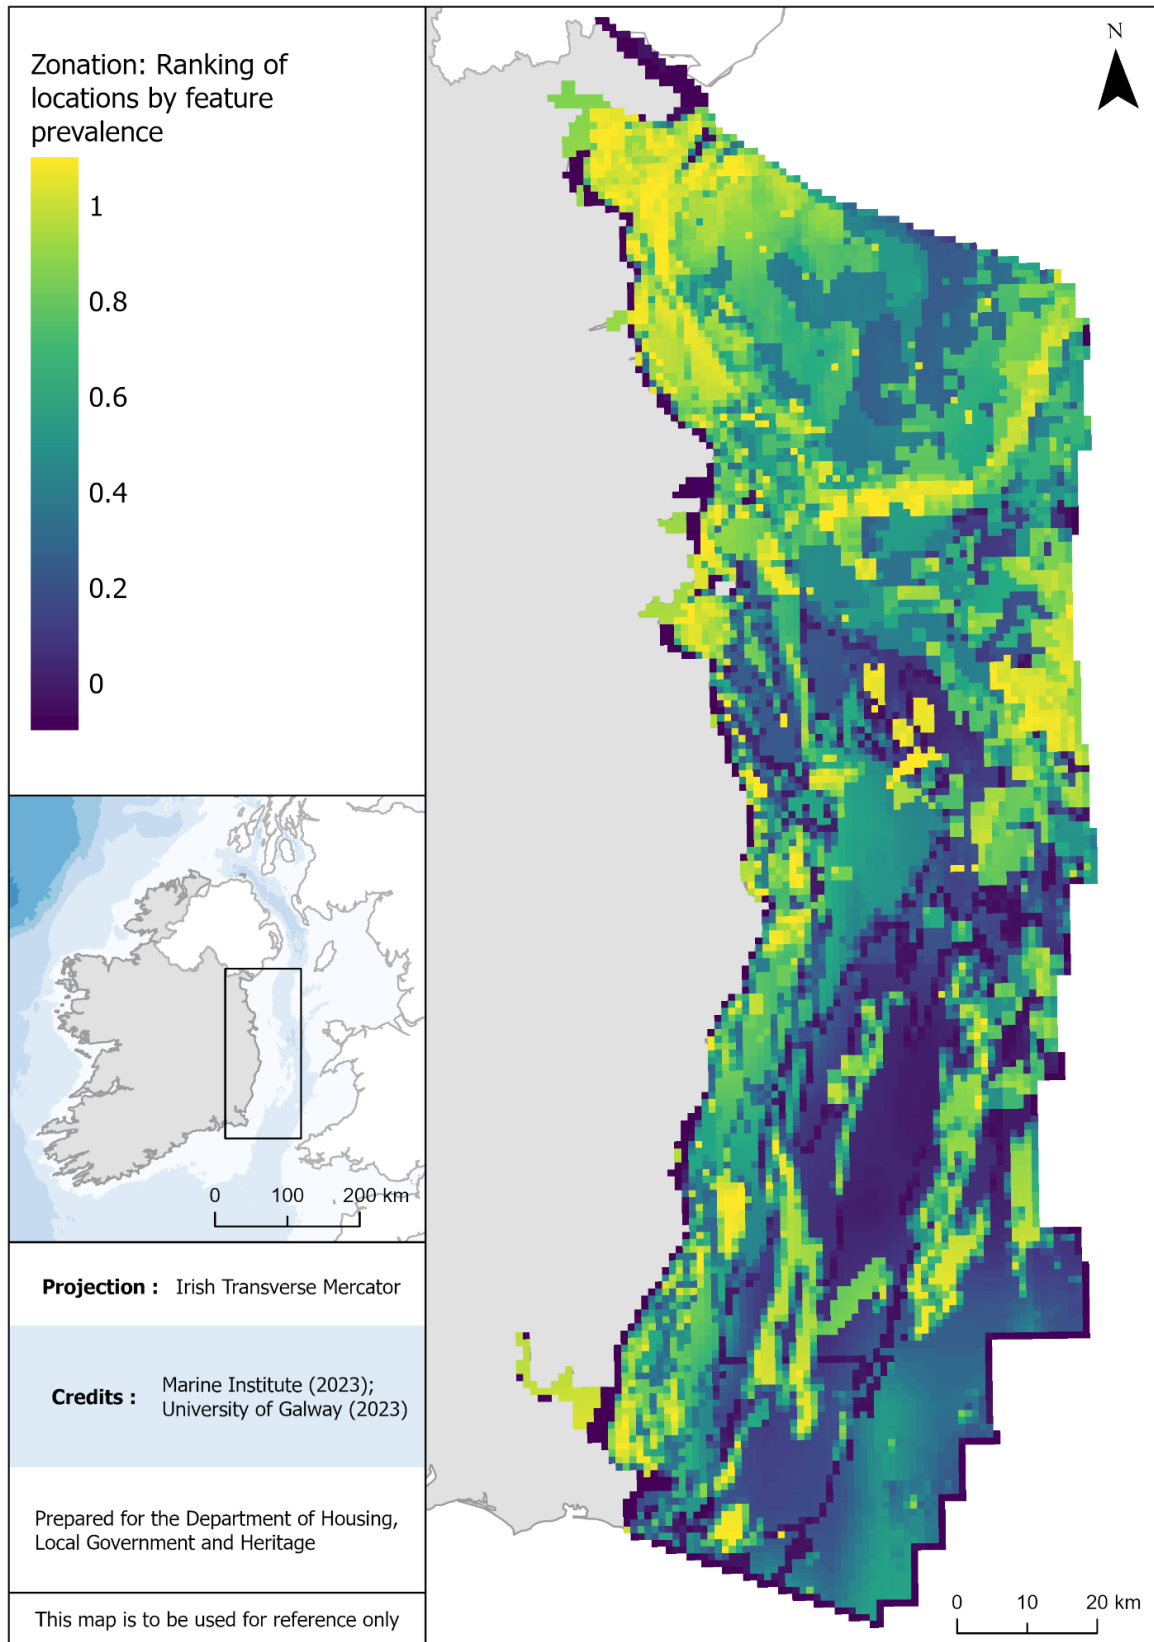 Zonation: Ranking of
locations by feature
prevalence
1
0.8
0.6
0.4
0.2
0
N
0 100 200 km
Projection : Irish Transverse Mercator
Credits : Marine Institute (2023);
University of Galway (2023)
Prepared for the Department of Housing,
Local Government and Heritage
This map is to be used for reference only
0 10 20 km